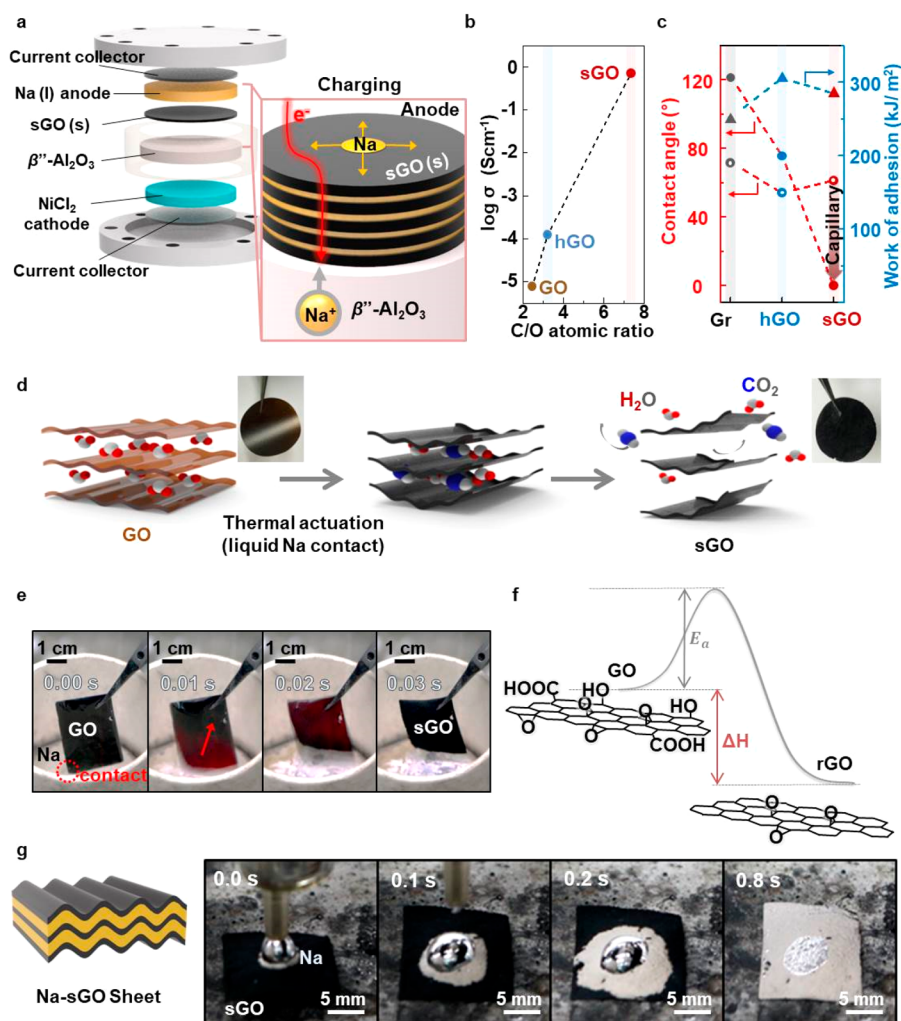 a
Current collector
Na (l) anode
sGO (s)
β’’-Al₂O₃
NiCl₂
cathode
Current collector
Charging
Anode
e⁻
Na
sGO (s)
Na⁺
β’’-Al₂O₃
b
log σ (Scm⁻¹)
0
-1
-2
-3
-4
-5
sGO
hGO
GO
2 4 6 8
C/O atomic ratio
c
Contact angle (°)
120
80
40
0
Capillary
300
200
100
Work of adhesion (kJ/ m²)
Gr hGO sGO
d
GO
Thermal actuation
(liquid Na contact)
H₂O
CO₂
sGO
e
1 cm
0.00 s
GO
Na
contact
1 cm
0.01 s
1 cm
0.02 s
1 cm
0.03 s
sGO
f
Eₐ
GO
HOOC
HO
O
HO
O
O
O
COOH
ΔH
rGO
O
O
O
g
Na-sGO Sheet
0.0 s
Na
sGO
5 mm
0.1 s
5 mm
0.2 s
5 mm
0.8 s
5 mm